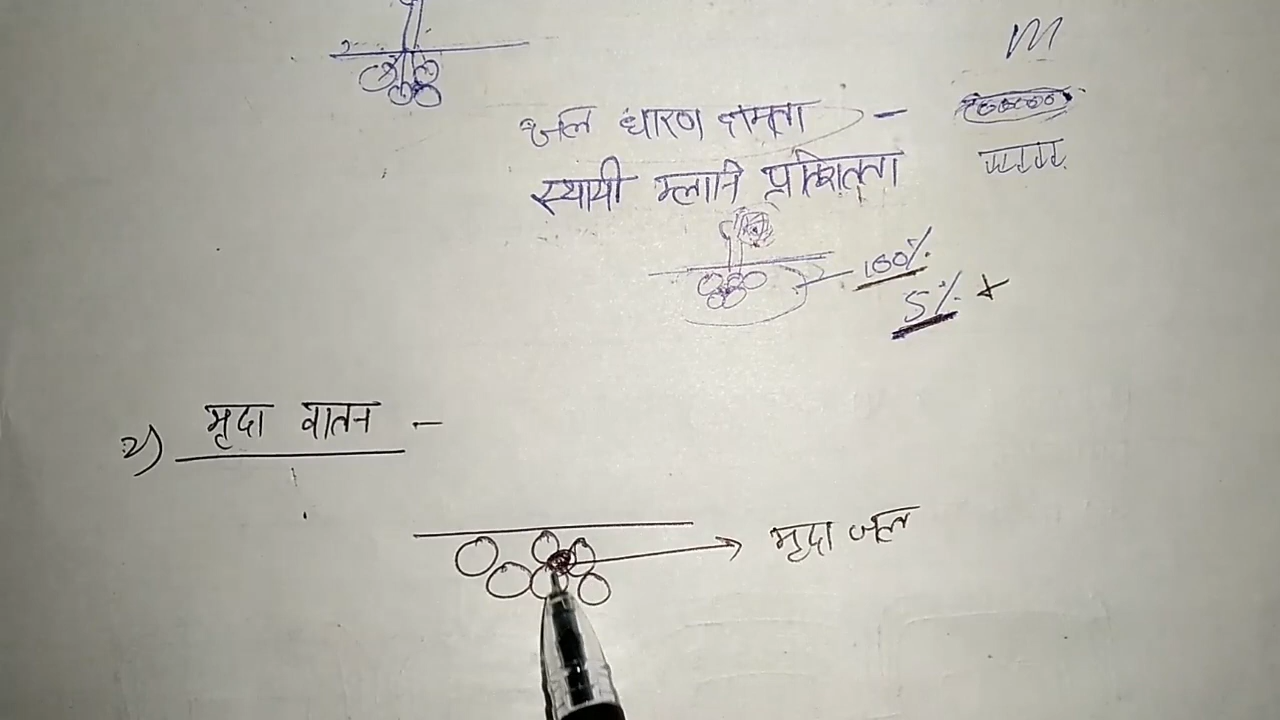 जल धारण क्षमता -
स्थायी म्लानि प्रतिशतता
100%
5%
2) मृदा वातन -
मृदा जल